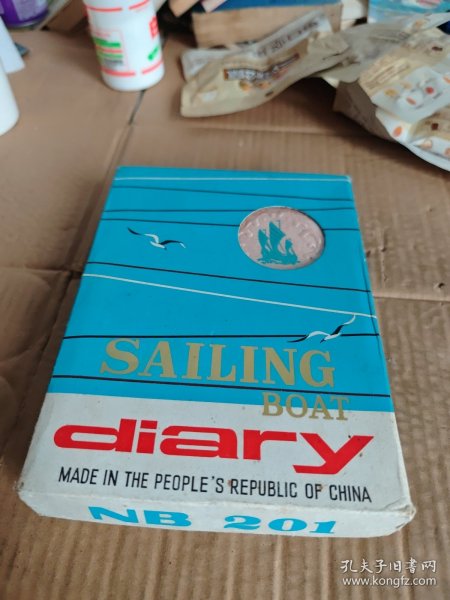 SAILING
BOAT
diary
MADE IN THE PEOPLE'S REPUBLIC OF CHINA
NB 201
孔夫子旧书网
www.kongfz.com